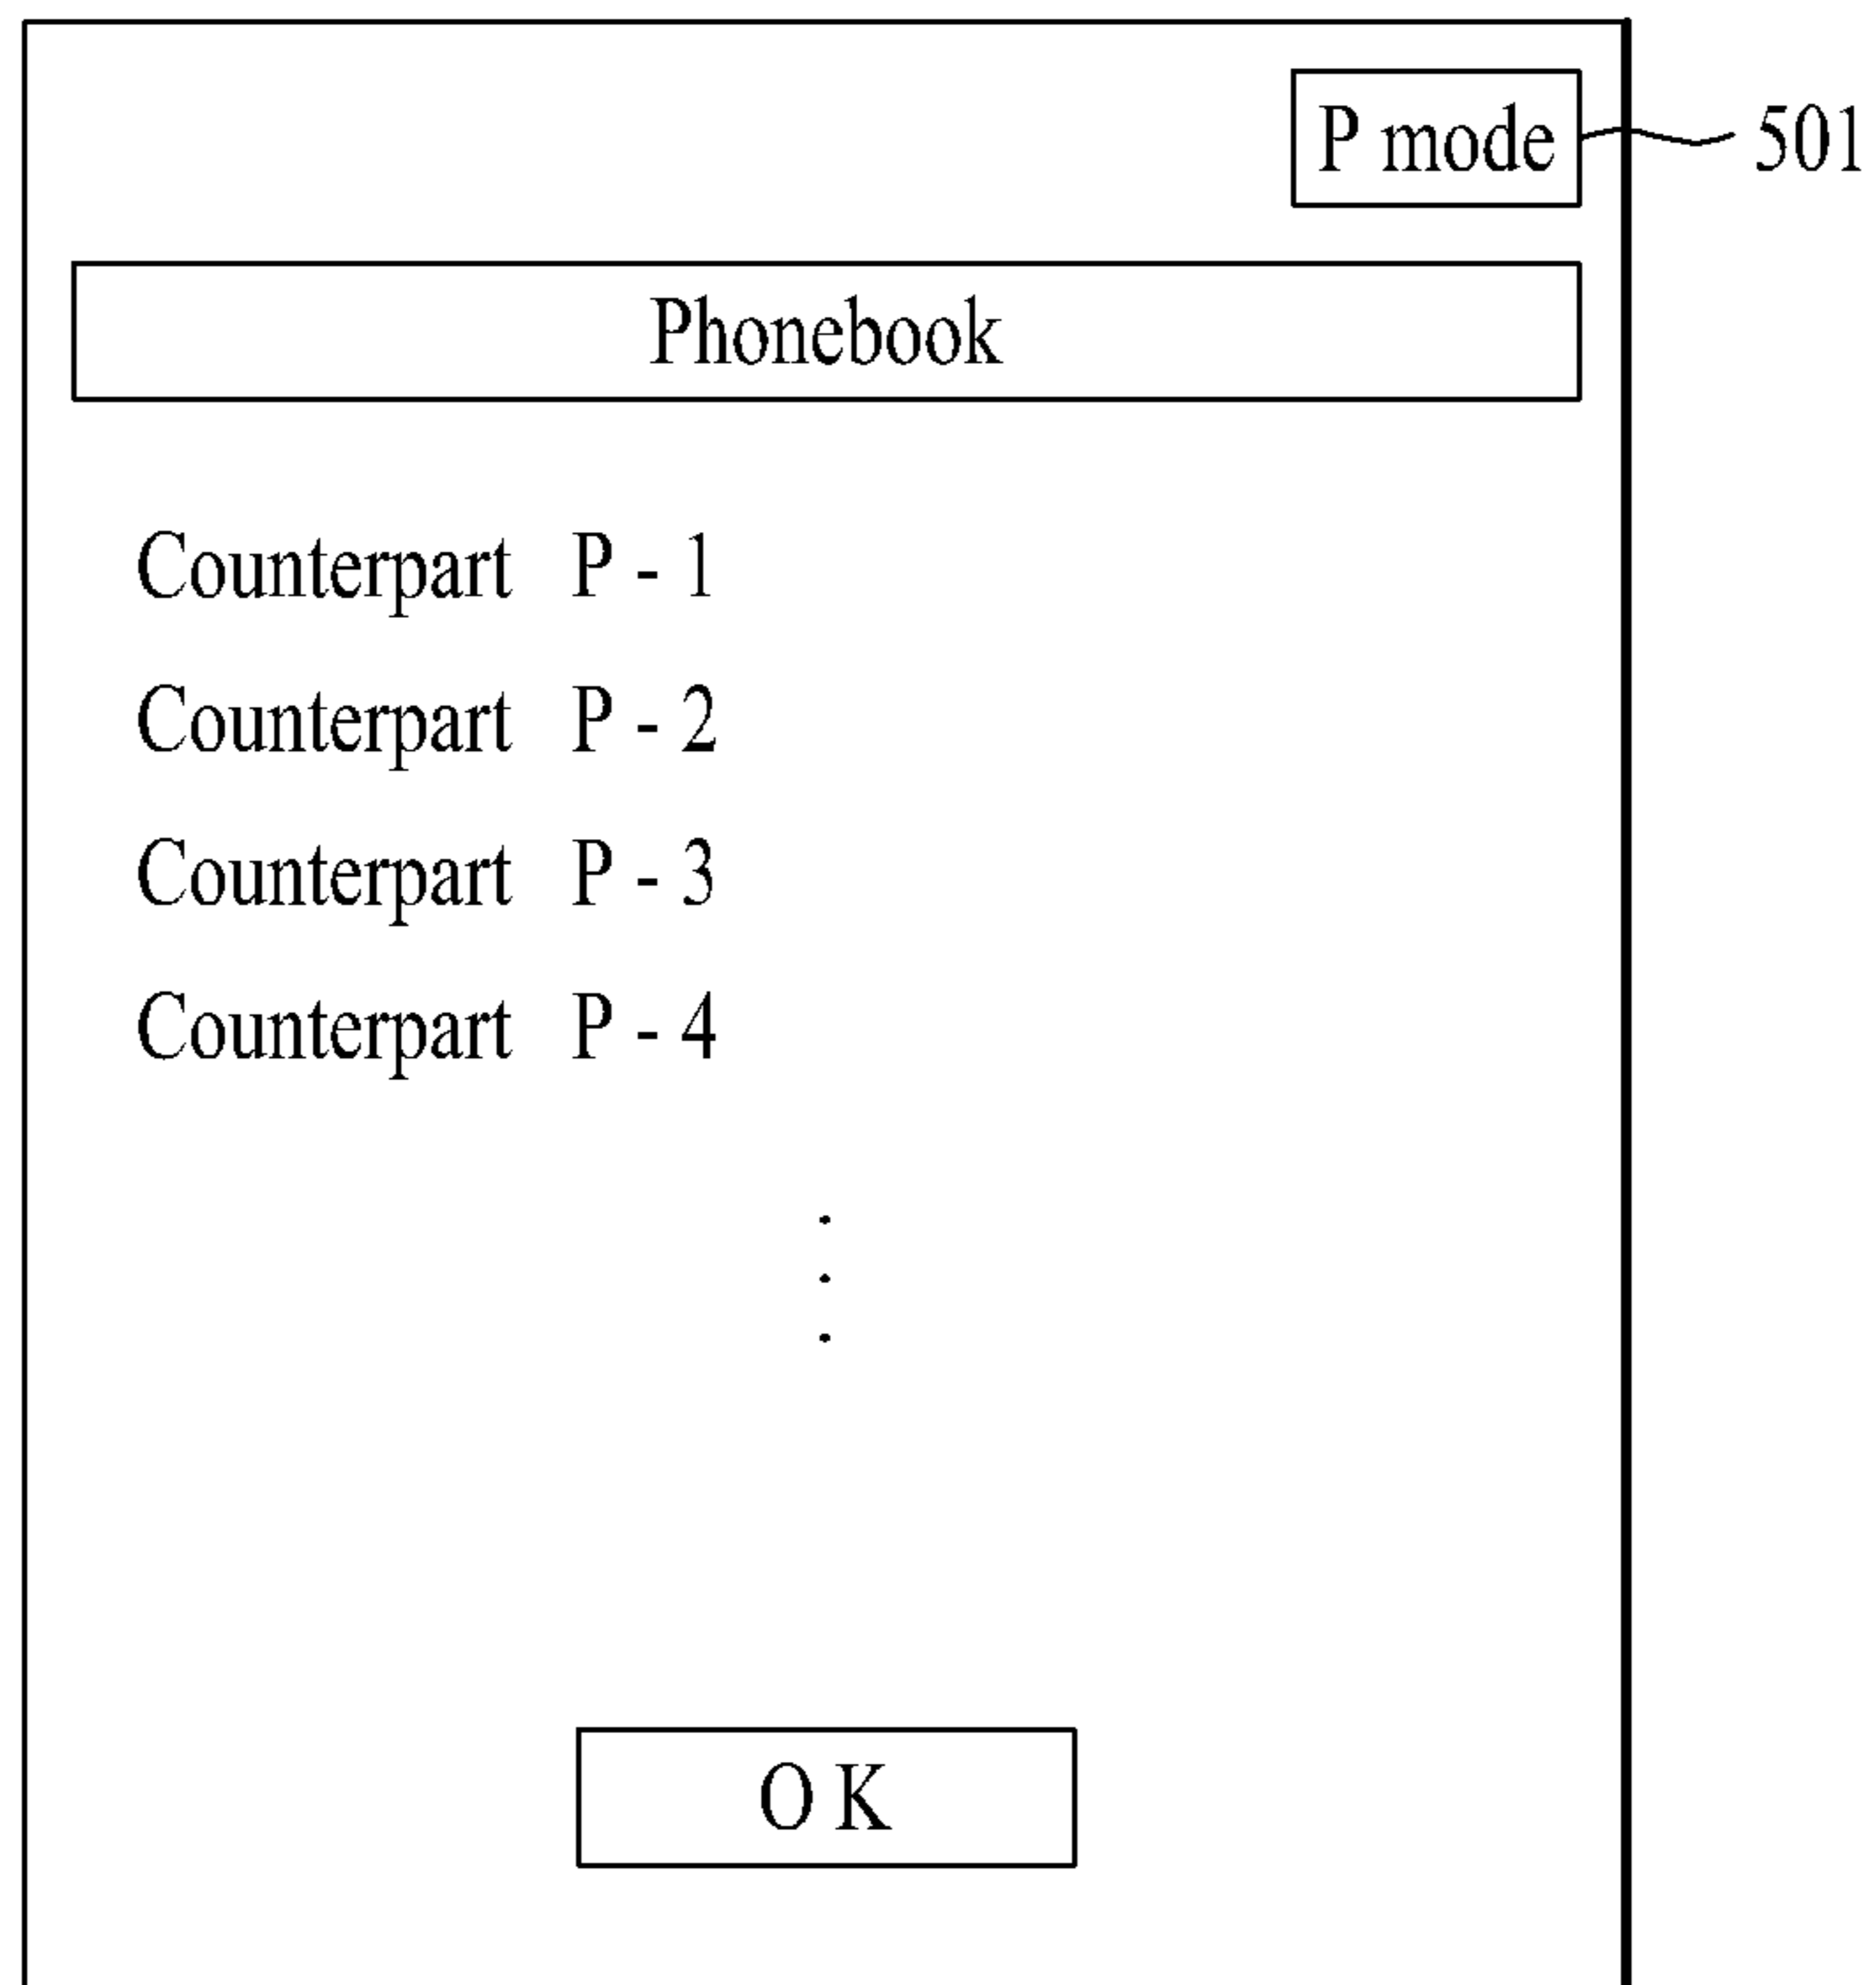 P mode 501
Phonebook
Counterpart P - 1
Counterpart P - 2
Counterpart P - 3
Counterpart P - 4
.
.
.
O K